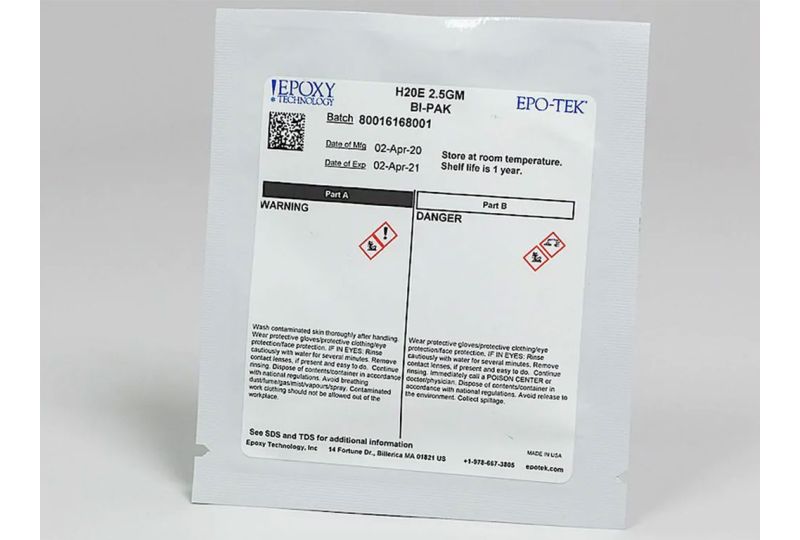 EPOXY
TECHNOLOGY
H20E 2.5GM
BI-PAK
EPO-TEK®
Batch 80016168001
Date of Mfg 02-Apr-20
Date of Exp 02-Apr-21
Store at room temperature.
Shelf life is 1 year.
Part A
WARNING
Wash contaminated skin thoroughly after handling.
Wear protective gloves/protective clothing/eye
protection/face protection. IF IN EYES: Rinse
cautiously with water for several minutes. Remove
contact lenses, if present and easy to do. Continue
rinsing. Dispose of contents/container in accordance
with national regulations. Avoid breathing
dust/fume/gas/mist/vapours/spray. Contaminated
work clothing should not be allowed out of the
workplace.
Part B
DANGER
Wear protective gloves/protective clothing/eye
protection/face protection. IF IN EYES: Rinse
cautiously with water for several minutes. Remove
contact lenses, if present and easy to do. Continue
rinsing. Immediately call a POISON CENTER or
doctor/physician. Dispose of contents/container in
accordance with national regulations. Avoid release to
the environment. Collect spillage.
See SDS and TDS for additional information
MADE IN USA
Epoxy Technology, Inc 14 Fortune Dr., Billerica MA 01821 US +1-978-667-3805 epotek.com